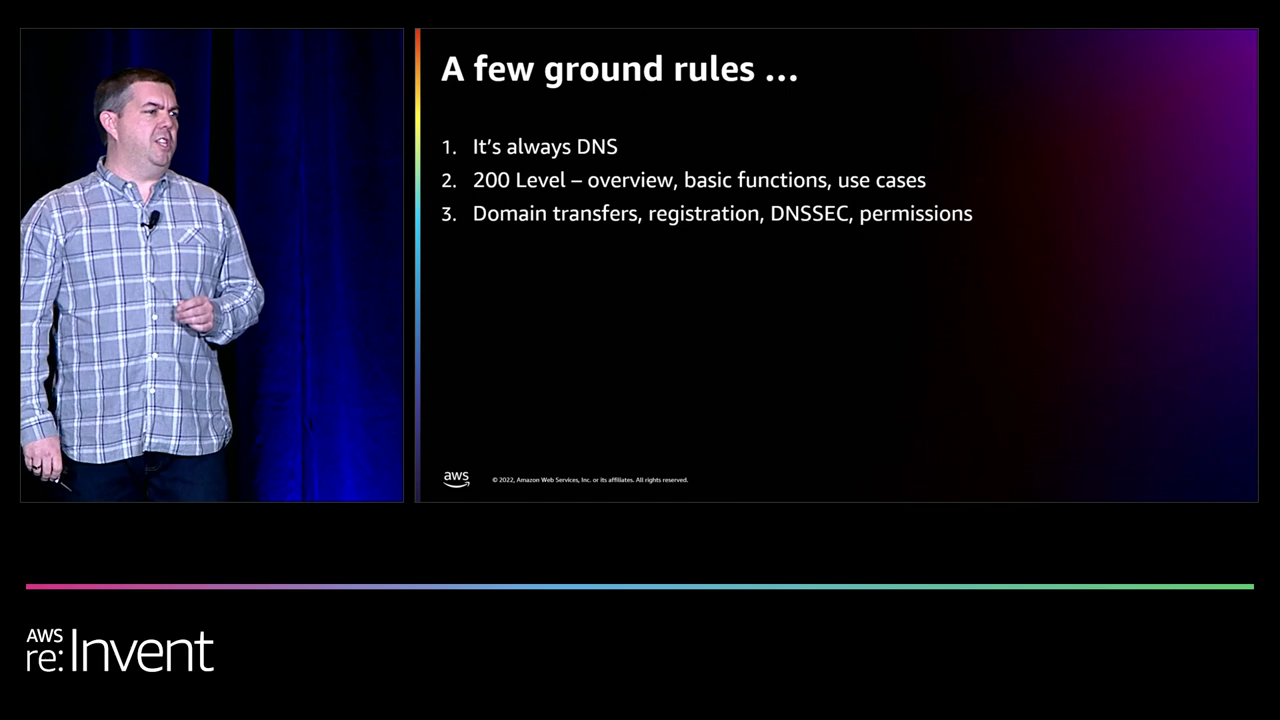 A few ground rules …
1. It’s always DNS
2. 200 Level – overview, basic functions, use cases
3. Domain transfers, registration, DNSSEC, permissions
aws
© 2022, Amazon Web Services, Inc. or its affiliates. All rights reserved.
AWS
re:Invent